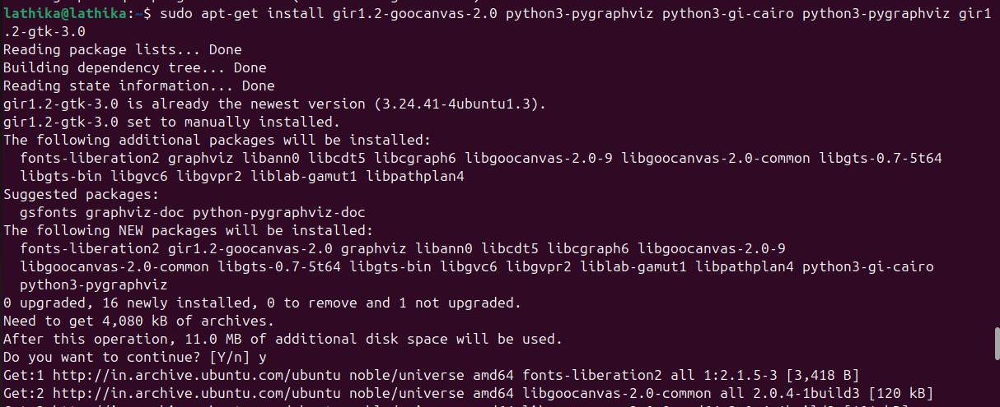 lathika@lathika:~$ sudo apt-get install gir1.2-goocanvas-2.0 python3-pygraphviz python3-gi-cairo python3-pygraphviz gir1
.2-gtk-3.0
Reading package lists... Done
Building dependency tree... Done
Reading state information... Done
gir1.2-gtk-3.0 is already the newest version (3.24.41-4ubuntu1.3).
gir1.2-gtk-3.0 set to manually installed.
The following additional packages will be installed:
  fonts-liberation2 graphviz libann0 libcdt5 libcgraph6 libgoocanvas-2.0-9 libgoocanvas-2.0-common libgts-0.7-5t64
  libgts-bin libgvc6 libgvpr2 liblab-gamut1 libpathplan4
Suggested packages:
  gsfonts graphviz-doc python-pygraphviz-doc
The following NEW packages will be installed:
  fonts-liberation2 gir1.2-goocanvas-2.0 graphviz libann0 libcdt5 libcgraph6 libgoocanvas-2.0-9
  libgoocanvas-2.0-common libgts-0.7-5t64 libgts-bin libgvc6 libgvpr2 liblab-gamut1 libpathplan4 python3-gi-cairo
  python3-pygraphviz
0 upgraded, 16 newly installed, 0 to remove and 1 not upgraded.
Need to get 4,080 kB of archives.
After this operation, 11.0 MB of additional disk space will be used.
Do you want to continue? [Y/n] y
Get:1 http://in.archive.ubuntu.com/ubuntu noble/universe amd64 fonts-liberation2 all 1:2.1.5-3 [3,418 B]
Get:2 http://in.archive.ubuntu.com/ubuntu noble/universe amd64 libgoocanvas-2.0-common all 2.0.4-1build3 [120 kB]